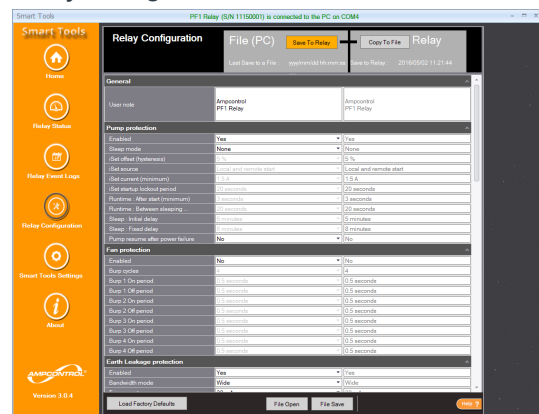 Smart Tools
PF1 Relay (S/N 11150001) is connected to the PC on COM4
Smart Tools
Home
Relay Status
Relay Event Logs
Relay Configuration
Smart Tools Settings
About
AMPCONTROL
Version 3.0.4
Relay Configuration
File (PC) Save To Relay Copy To File Relay
Last Save to a File : yyy/mm/dd hh:mm:ss Save to Relay : 2016/05/02 11:21:44
General
User note Ampcontrol Ampcontrol
PF1 Relay PF1 Relay
Pump protection
Enabled Yes Yes
Sleep mode None None
iSet offset (hysteresis) 5 % 5 %
iSet source Local and remote start Local and remote start
iSet current (minimum) 1.5 A 1.5 A
iSet startup lockout period 20 seconds 20 seconds
Runtime : After start (minimum) 3 seconds 3 seconds
Runtime : Between sleeping ... 20 seconds 20 seconds
Sleep : Initial delay 5 minutes 5 minutes
Sleep : Fixed delay 8 minutes 8 minutes
Pump resume after power failure No No
Fan protection
Enabled No No
Burp cycles 4 4
Burp 1 On period 0.5 seconds 0.5 seconds
Burp 1 Off period 0.5 seconds 0.5 seconds
Burp 2 On period 0.5 seconds 0.5 seconds
Burp 2 Off period 0.5 seconds 0.5 seconds
Burp 3 On period 0.5 seconds 0.5 seconds
Burp 3 Off period 0.5 seconds 0.5 seconds
Burp 4 On period 0.5 seconds 0.5 seconds
Burp 4 Off period 0.5 seconds 0.5 seconds
Earth Leakage protection
Enabled Yes Yes
Bandwidth mode Wide Wide
Load Factory Defaults File Open File Save Help ?